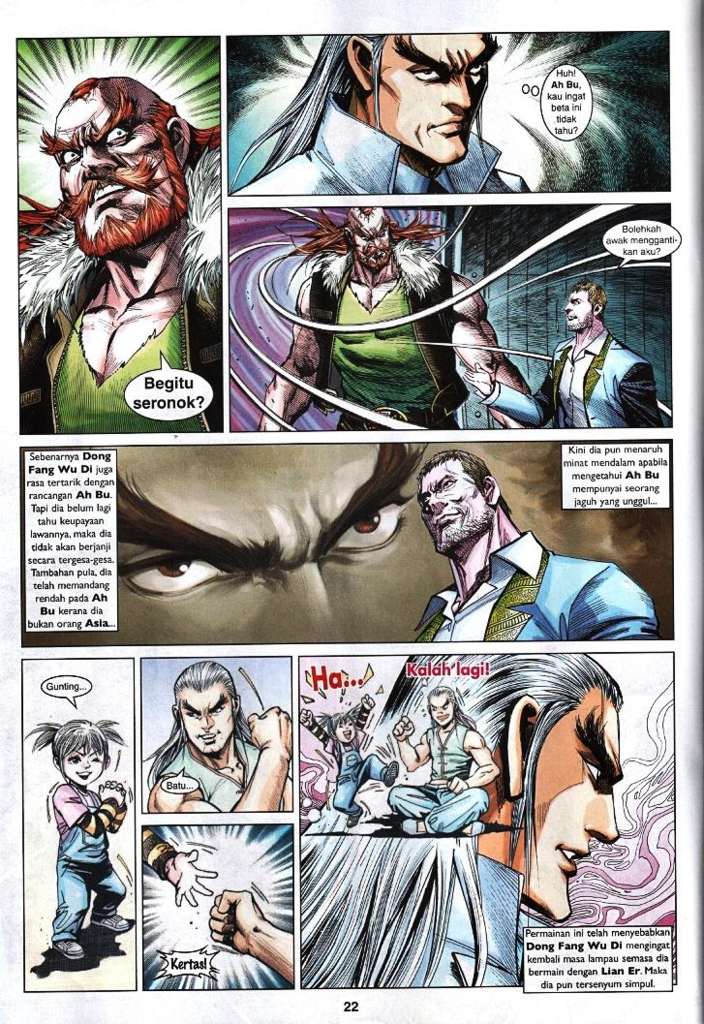 Begitu
seronok?
Huh!
Ah Bu,
kau ingat
beta ini
tidak
tahu?
Bolehkah
awak mengganti-
kan aku?
Sebenarnya Dong
Fang Wu Di juga
rasa tertarik dengan
rancangan Ah Bu.
Tapi dia belum lagi
tahu keupayaan
lawannya, maka dia
tidak akan berjanji
secara tergesa-gesa.
Tambahan pula, dia
telah memandang
rendah pada Ah
Bu kerana dia
bukan orang Asia...
Kini dia pun menaruh
minat mendalam apabila
mengetahui Ah Bu
mempunyai seorang
jaguh yang unggul...
Gunting...
Batu...
Kertas!
Ha...
Kalah lagi!
Permainan ini telah menyebabkan
Dong Fang Wu Di mengingat
kembali masa lampau semasa dia
bermain dengan Lian Er. Maka
dia pun tersenyum simpul.
22